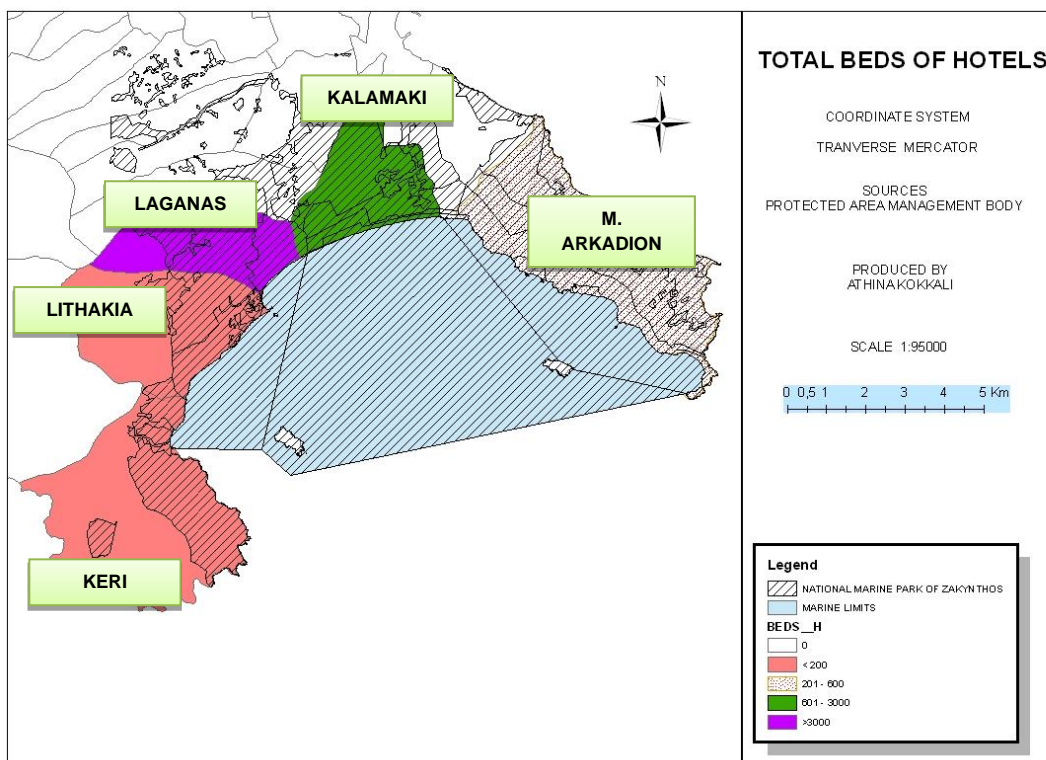 KALAMAKI
LAGANAS
M.
ARKADION
LITHAKIA
KERI
N
TOTAL BEDS OF HOTELS
COORDINATE SYSTEM
TRANVERSE MERCATOR
SOURCES
PROTECTED AREA MANAGEMENT BODY
PRODUCED BY
ATHINA KOKKALI
SCALE 1:95000
0 0,5 1 2 3 4 5 Km
Legend
NATIONAL MARINE PARK OF ZAKYNTHOS
MARINE LIMITS
BEDS__H
0
<200
201 - 600
601 - 3000
>3000